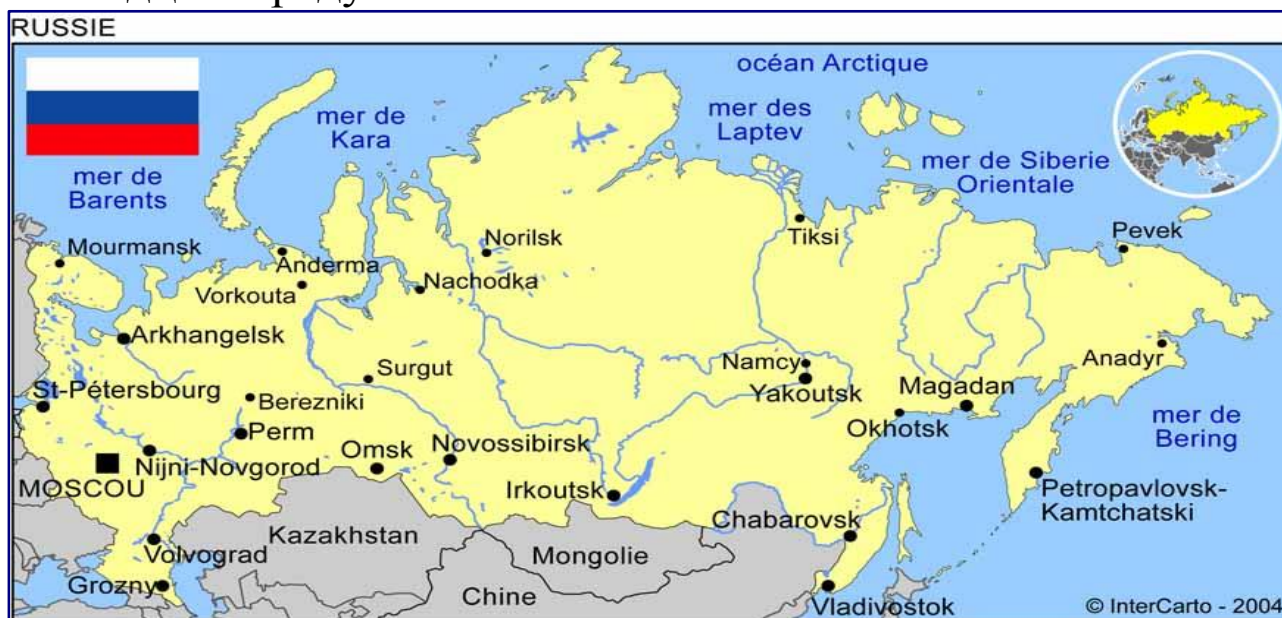 RUSSIE
océan Arctique
mer de
Kara
mer des
Laptev
mer de Siberie
Orientale
mer de
Barents
Mourmansk
Norilsk
Tiksi
Pevek
Anderma
Vorkouta
Nachodka
Arkhangelsk
Surgut
Namcy
Yakoutsk
Magadan
Anadyr
St-Pétersbourg
Berezniki
Perm
Okhotsk
mer de
Bering
Omsk
Novossibirsk
Nijni-Novgorod
MOSCOU
Irkoutsk
Petropavlovsk-
Kamtchatski
Kazakhstan
Chabarovsk
Mongolie
Volvograd
Grozny
Chine
Vladivostok
© InterCarto - 2004